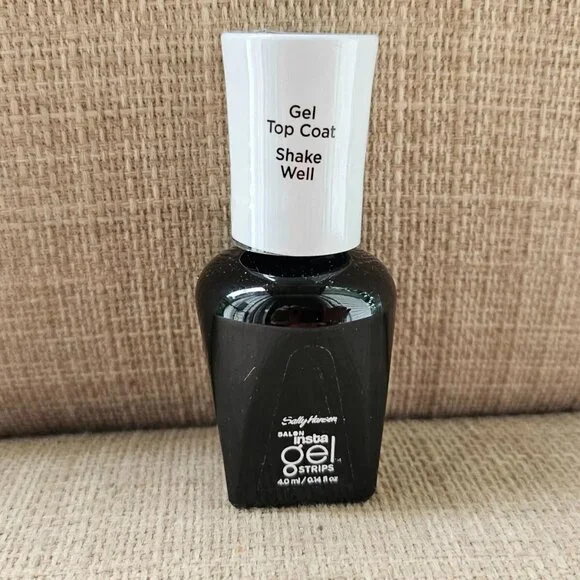 Gel
Top Coat
Shake
Well
Sally Hansen
SALON
insta
gel
STRIPS
4.0 ml / 0.14 fl oz